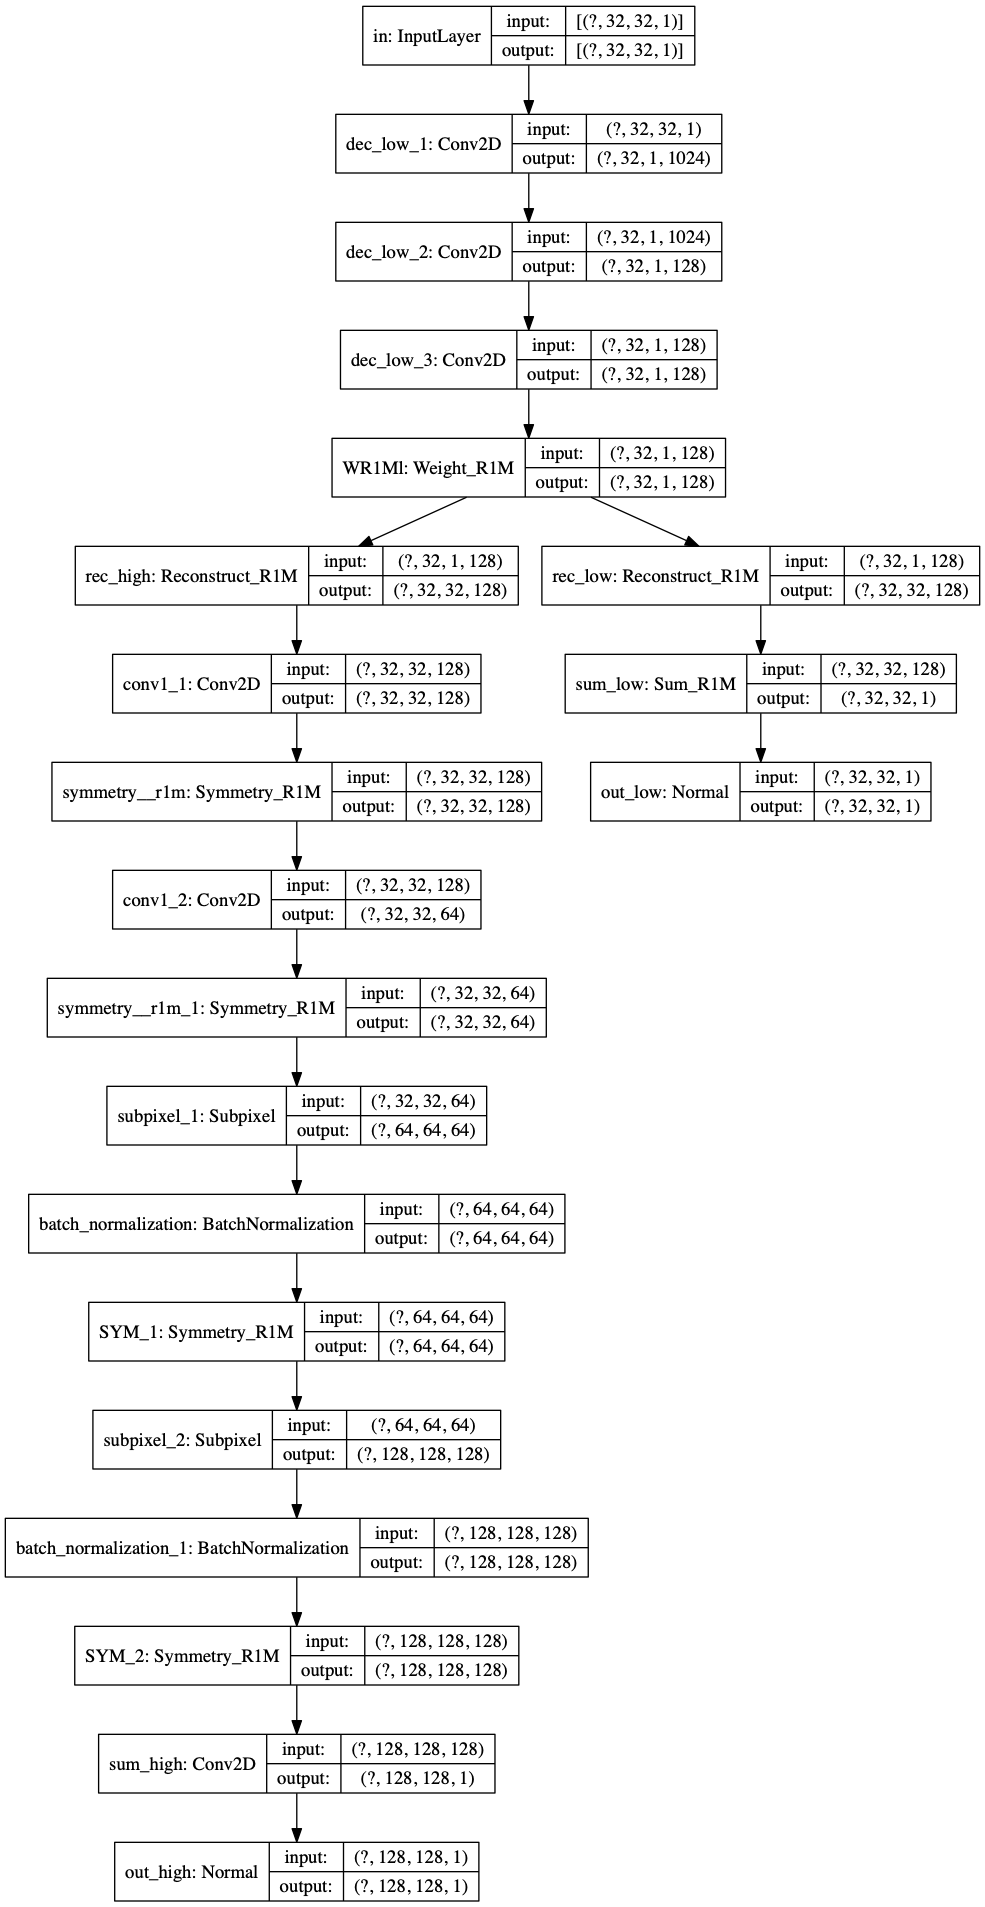 in: InputLayer
input:
[(?, 32, 32, 1)]
output:
[(?, 32, 32, 1)]
dec_low_1: Conv2D
input:
(?, 32, 32, 1)
output:
(?, 32, 1, 1024)
dec_low_2: Conv2D
input:
(?, 32, 1, 1024)
output:
(?, 32, 1, 128)
dec_low_3: Conv2D
input:
(?, 32, 1, 128)
output:
(?, 32, 1, 128)
WR1Ml: Weight_R1M
input:
(?, 32, 1, 128)
output:
(?, 32, 1, 128)
rec_high: Reconstruct_R1M
input:
(?, 32, 1, 128)
output:
(?, 32, 32, 128)
rec_low: Reconstruct_R1M
input:
(?, 32, 1, 128)
output:
(?, 32, 32, 128)
conv1_1: Conv2D
input:
(?, 32, 32, 128)
output:
(?, 32, 32, 128)
sum_low: Sum_R1M
input:
(?, 32, 32, 128)
output:
(?, 32, 32, 1)
symmetry__r1m: Symmetry_R1M
input:
(?, 32, 32, 128)
output:
(?, 32, 32, 128)
out_low: Normal
input:
(?, 32, 32, 1)
output:
(?, 32, 32, 1)
conv1_2: Conv2D
input:
(?, 32, 32, 128)
output:
(?, 32, 32, 64)
symmetry__r1m_1: Symmetry_R1M
input:
(?, 32, 32, 64)
output:
(?, 32, 32, 64)
subpixel_1: Subpixel
input:
(?, 32, 32, 64)
output:
(?, 64, 64, 64)
batch_normalization: BatchNormalization
input:
(?, 64, 64, 64)
output:
(?, 64, 64, 64)
SYM_1: Symmetry_R1M
input:
(?, 64, 64, 64)
output:
(?, 64, 64, 64)
subpixel_2: Subpixel
input:
(?, 64, 64, 64)
output:
(?, 128, 128, 128)
batch_normalization_1: BatchNormalization
input:
(?, 128, 128, 128)
output:
(?, 128, 128, 128)
SYM_2: Symmetry_R1M
input:
(?, 128, 128, 128)
output:
(?, 128, 128, 128)
sum_high: Conv2D
input:
(?, 128, 128, 128)
output:
(?, 128, 128, 1)
out_high: Normal
input:
(?, 128, 128, 1)
output:
(?, 128, 128, 1)